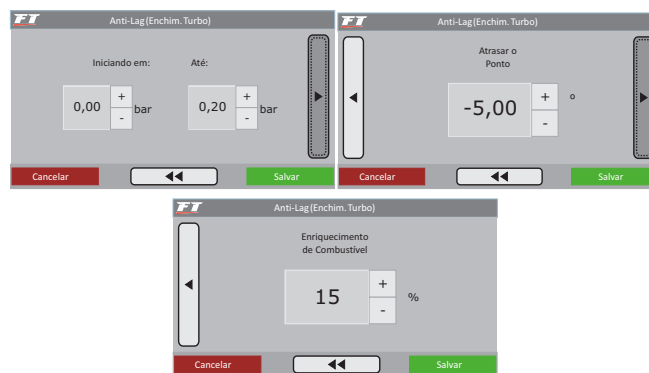 FT Anti-Lag (Enchim. Turbo)
Iniciando em: Até:
0,00 + - bar 0,20 + - bar
Cancelar Salvar
FT Anti-Lag (Enchim. Turbo)
Atrasar o
Ponto
-5,00 + - º
Cancelar Salvar
FT Anti-Lag (Enchim. Turbo)
Enriquecimento
de Combustível
15 + - %
Cancelar Salvar